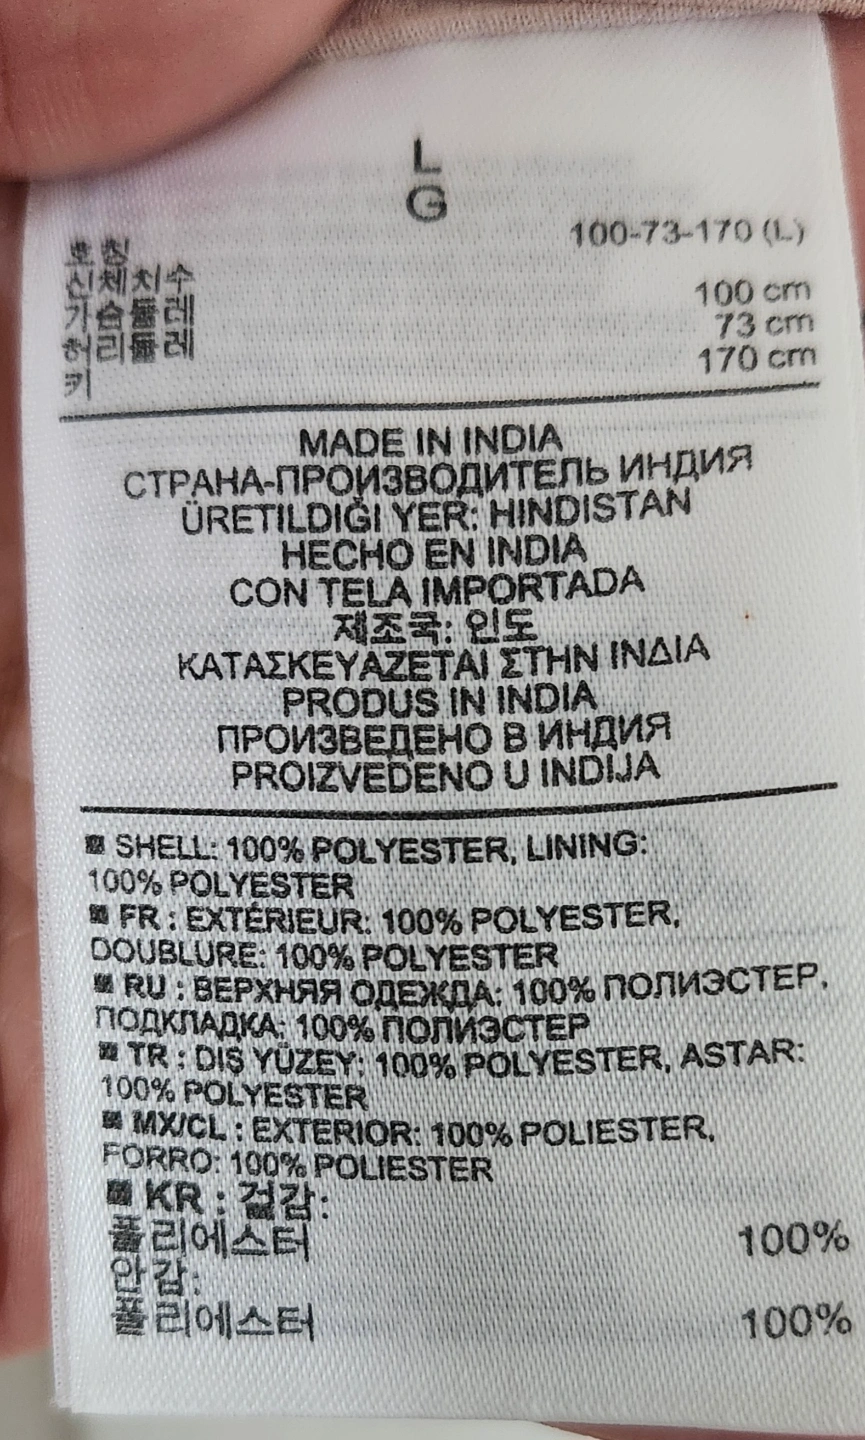 L
G
호칭 100-73-170 (L)
신체치수
가슴둘레 100 cm
허리둘레 73 cm
키 170 cm
MADE IN INDIA
СТРАНА-ПРОИЗВОДИТЕЛЬ ИНДИЯ
ÜRETILDIĞI YER: HINDISTAN
HECHO EN INDIA
CON TELA IMPORTADA
제조국: 인도
ΚΑΤΑΣΚΕΥΑΖΕΤΑΙ ΣΤΗΝ ΙΝΔΙΑ
PRODUS IN INDIA
ПРОИЗВЕДЕНО В ИНДИЯ
PROIZVEDENO U INDIJA
SHELL: 100% POLYESTER, LINING:
100% POLYESTER
FR : EXTÉRIEUR: 100% POLYESTER,
DOUBLURE: 100% POLYESTER
RU : ВЕРХНЯЯ ОДЕЖДА: 100% ПОЛИЭСТЕР,
ПОДКЛАДКА: 100% ПОЛИЭСТЕР
TR : DIŞ YÜZEY: 100% POLYESTER, ASTAR:
100% POLYESTER
MX/CL : EXTERIOR: 100% POLIESTER,
FORRO: 100% POLIESTER
KR : 겉감:
폴리에스터 100%
안감:
폴리에스터 100%